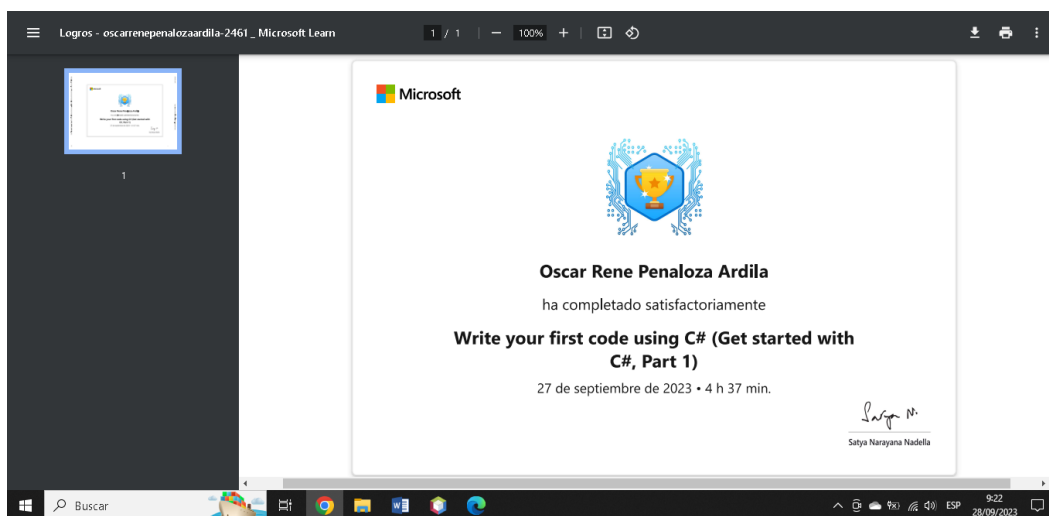 Logros - oscarrenepenalozaardila-2461 _ Microsoft Learn
1 / 1
100%
1
Microsoft
Oscar Rene Penaloza Ardila
ha completado satisfactoriamente
Write your first code using C# (Get started with
C#, Part 1)
27 de septiembre de 2023 • 4 h 37 min.
Satya N.
Satya Narayana Nadella
Buscar
ESP
9:22
28/09/2023